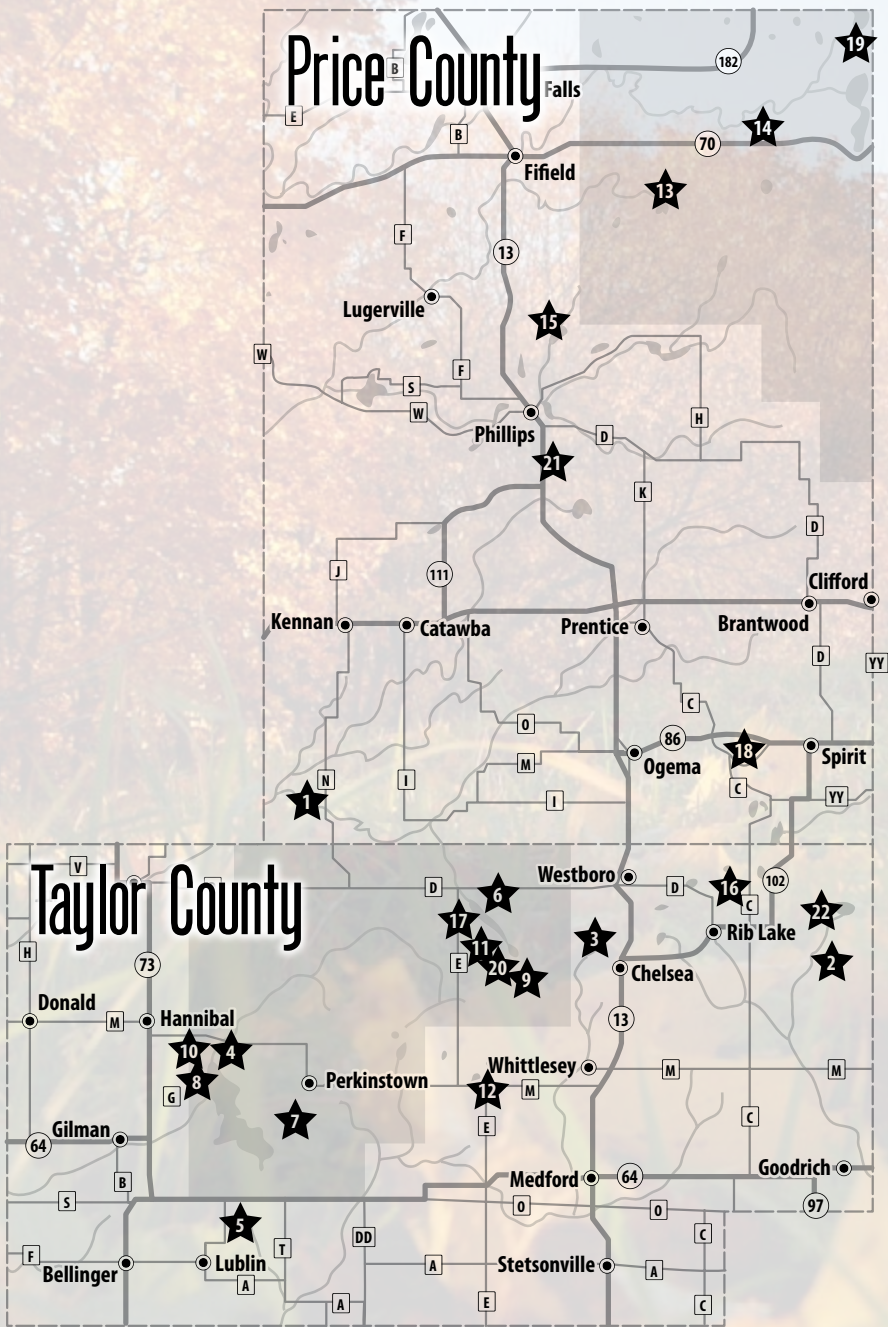 19
182
B
Price County
Falls
E
14
B
70
Fifield
13
F
13
Lugerville
15
W
F
S
W
H
Phillips
D
21
K
D
J
111
Clifford
Kennan
Catawba
Prentice
Brantwood
D
YY
C
O
86
18
Ogema
Spirit
M
N
I
1
C
I
YY
V
Taylor County
D
6
Westboro
D
16
102
C
22
17
3
Rib Lake
11
H
73
E
20
9
Chelsea
2
Donald
M
Hannibal
13
10
4
Whittlesey
M
M
8
Perkinstown
12
M
G
7
E
C
Gilman
64
Goodrich
B
Medford
64
S
O
O
97
5
C
F
T
DD
Bellinger
Lublin
A
Stetsonville
A
A
A
E
C